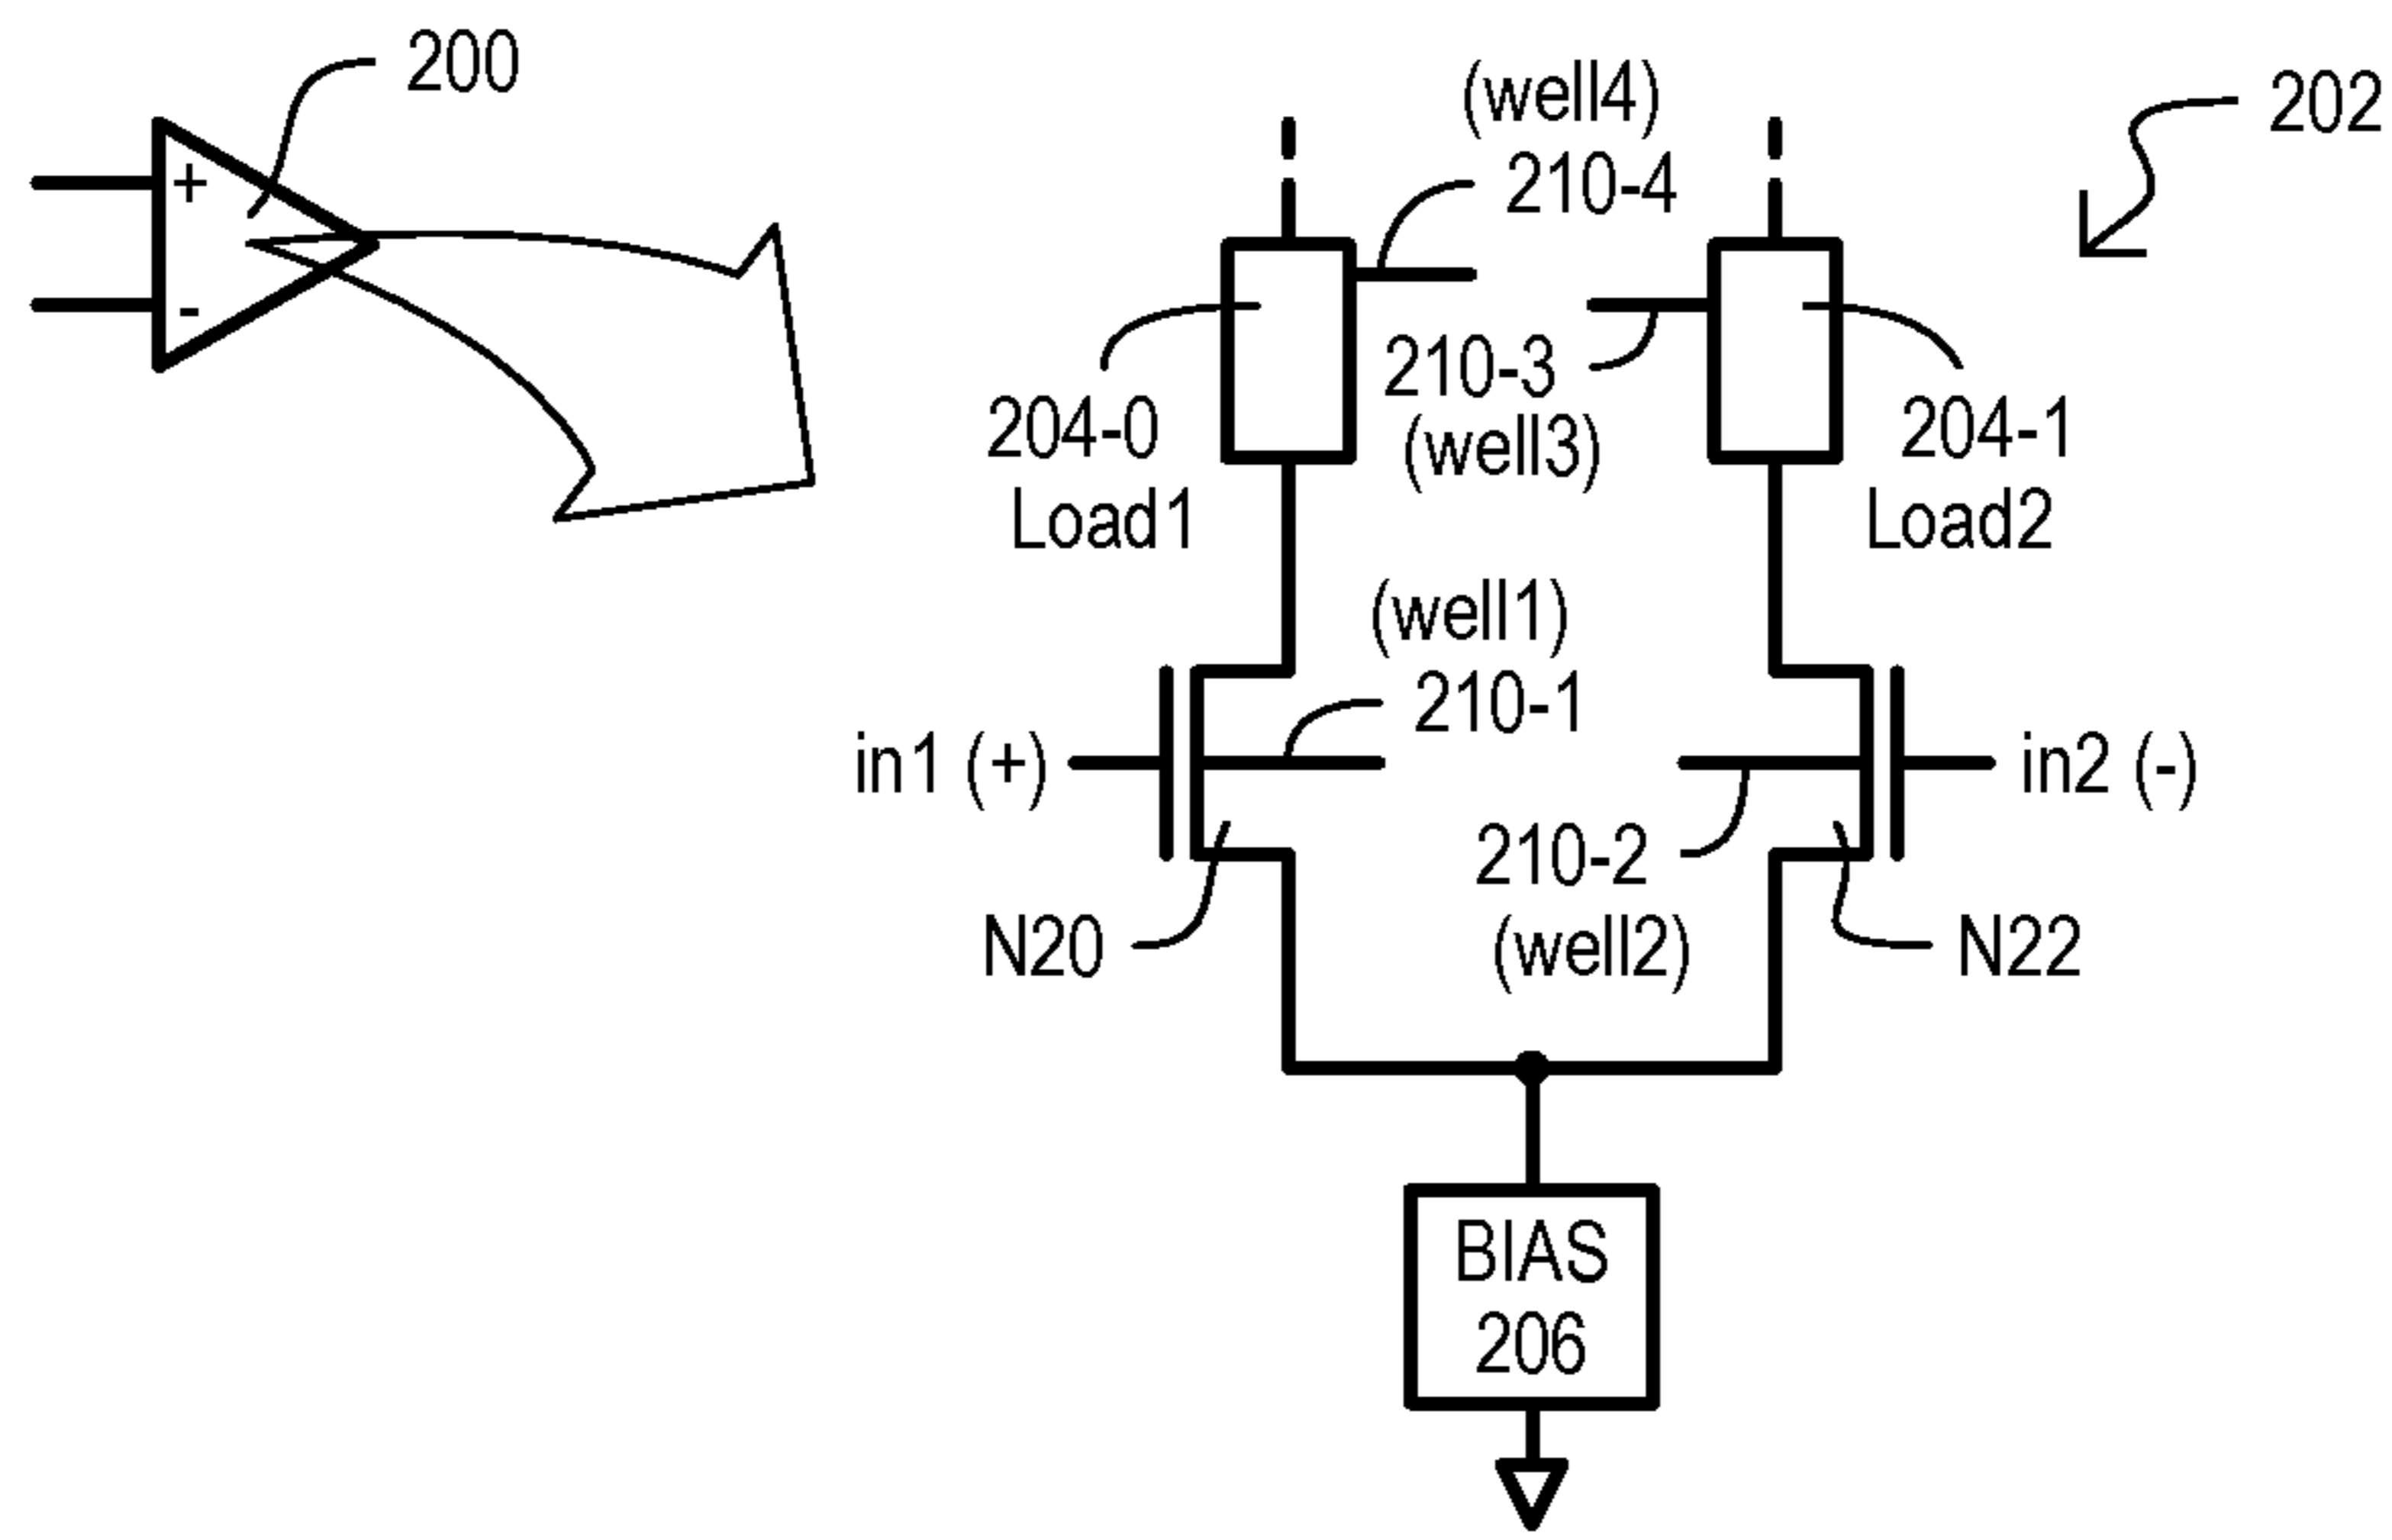 200
+
-
(well4)
210-4
202
210-3
(well3)
204-0
Load1
204-1
Load2
(well1)
210-1
in1 (+)
in2 (-)
210-2
(well2)
N20
N22
BIAS
206